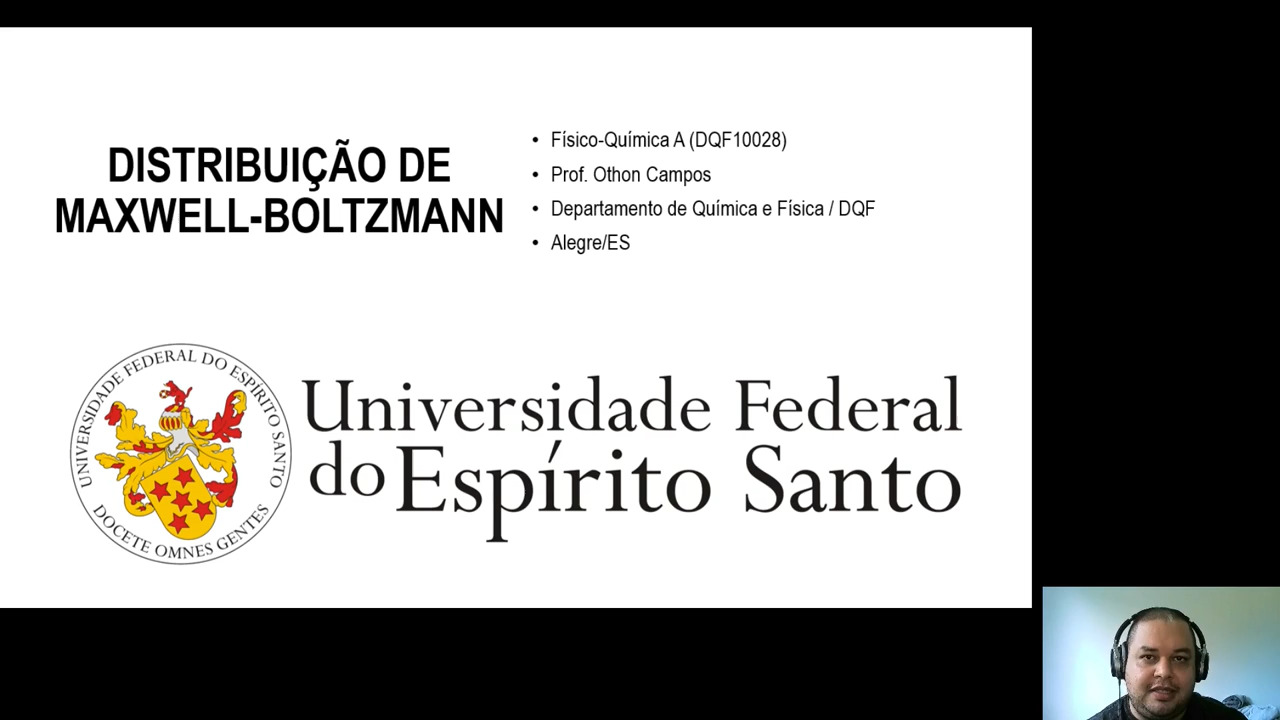 DISTRIBUIÇÃO DE
MAXWELL-BOLTZMANN
• Físico-Química A (DQF10028)
• Prof. Othon Campos
• Departamento de Química e Física / DQF
• Alegre/ES
UNIVERSIDADE FEDERAL DO ESPÍRITO SANTO
DOCETE OMNES GENTES
Universidade Federal
do Espírito Santo